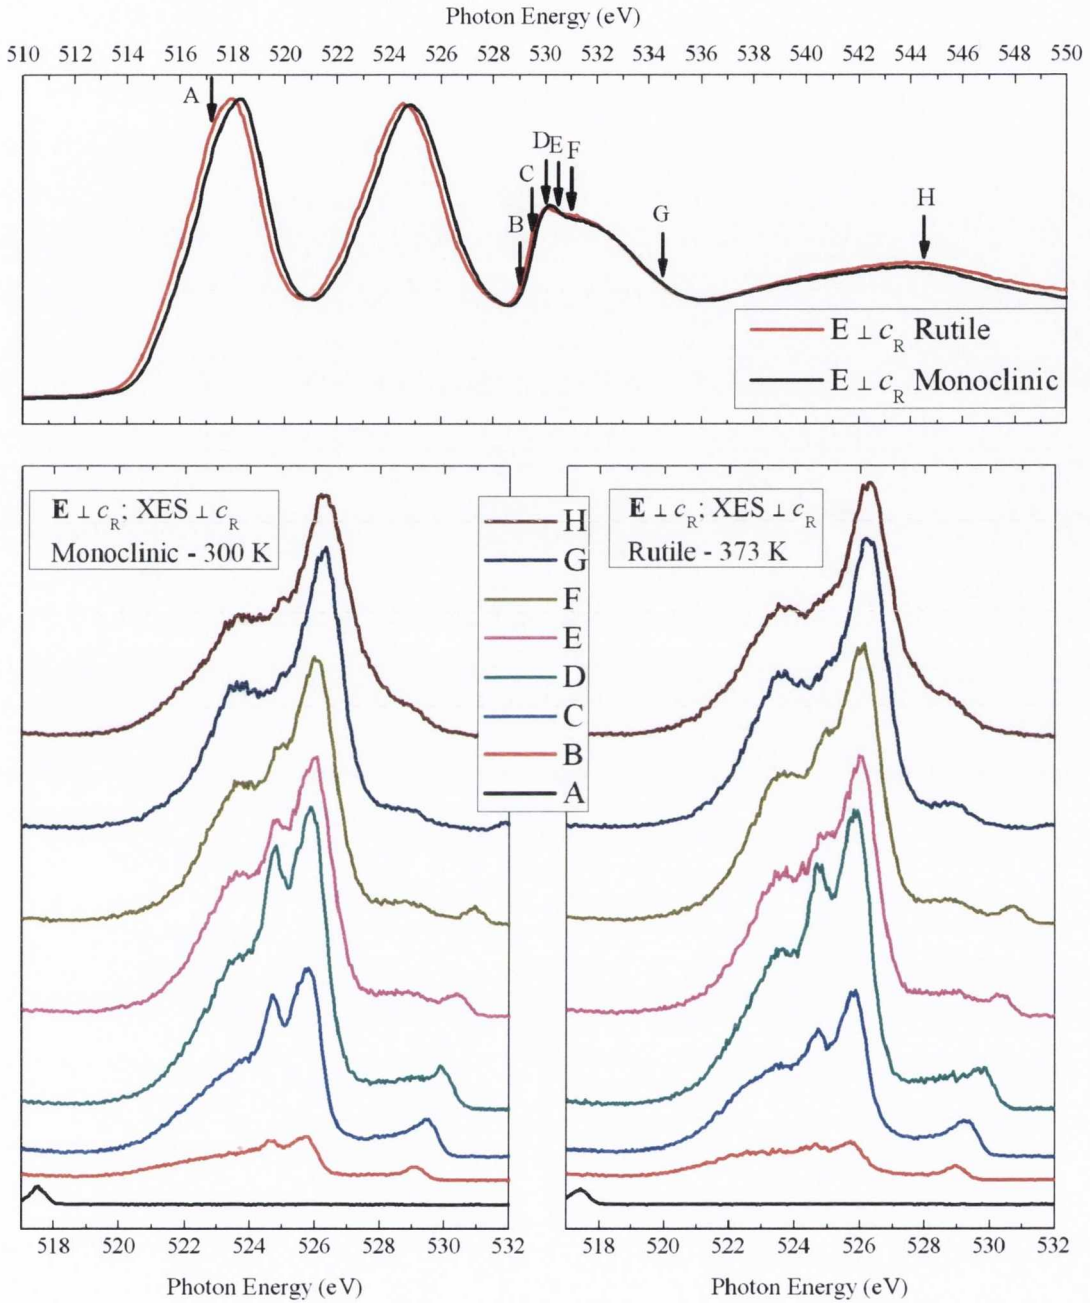 Photon Energy (eV)
510 512 514 516 518 520 522 524 526 528 530 532 534 536 538 540 542 544 546 548 550
A
B
C
D
E
F
G
H
E ⊥ c_R Rutile
E ⊥ c_R Monoclinic
E ⊥ c_R; XES ⊥ c_R
Monoclinic - 300 K
H
G
F
E
D
C
B
A
E ⊥ c_R; XES ⊥ c_R
Rutile - 373 K
518 520 522 524 526 528 530 532
518 520 522 524 526 528 530 532
Photon Energy (eV)
Photon Energy (eV)